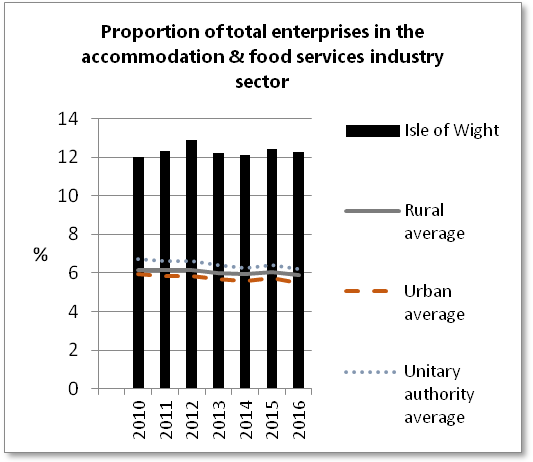 Proportion of total enterprises in the
accommodation & food services industry
sector
14
12
10
8
6
4
2
0
%
2010
2011
2012
2013
2014
2015
2016
Isle of Wight
Rural
average
Urban
average
Unitary
authority
average